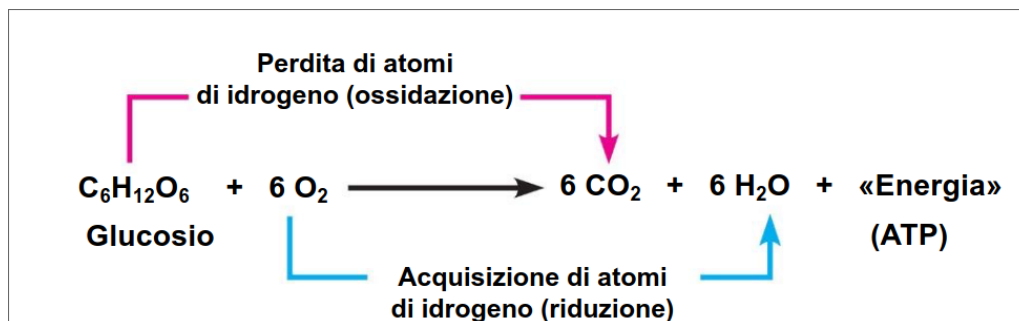 Perdita di atomi
di idrogeno (ossidazione)
C₆H₁₂O₆ + 6 O₂ 6 CO₂ + 6 H₂O + «Energia»
Glucosio (ATP)
Acquisizione di atomi
di idrogeno (riduzione)